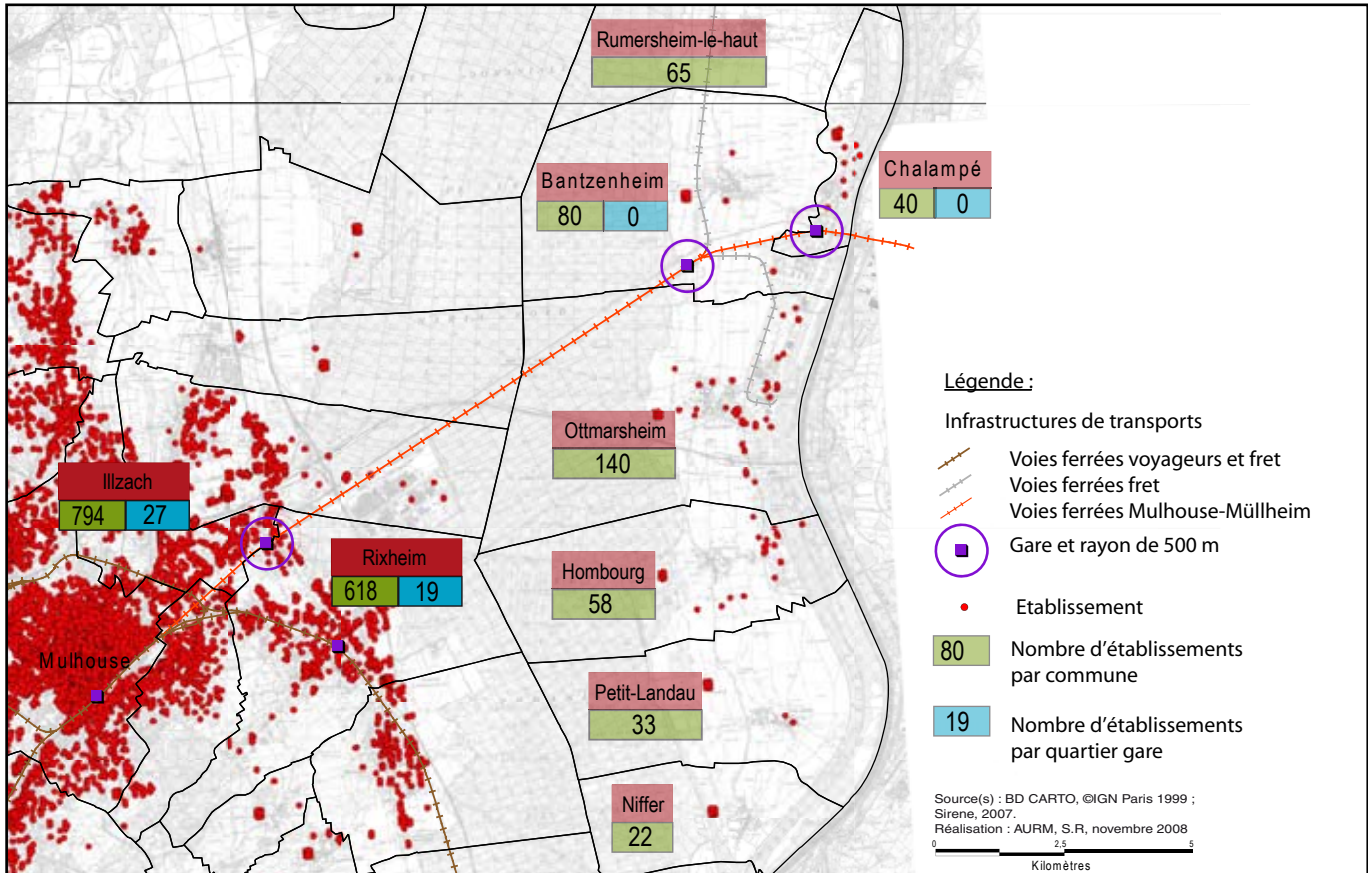 Rumersheim-le-haut
65
Bantzenheim
80 0
Chalampé
40 0
Ottmarsheim
140
Illzach
794 27
Rixheim
618 19
Hombourg
58
Mulhouse
Petit-Landau
33
Niffer
22
Légende :
Infrastructures de transports
Voies ferrées voyageurs et fret
Voies ferrées fret
Voies ferrées Mulhouse-Müllheim
Gare et rayon de 500 m
Etablissement
80 Nombre d'établissements
par commune
19 Nombre d'établissements
par quartier gare
Source(s) : BD CARTO, ©IGN Paris 1999 ;
Sirene, 2007.
Réalisation : AURM, S.R, novembre 2008
0 2,5 5
Kilomètres